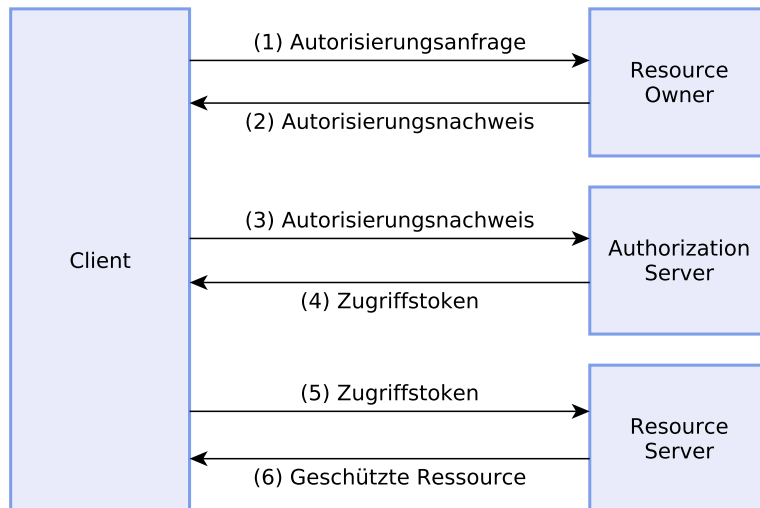 (1) Autorisierungsanfrage
Resource
Owner
(2) Autorisierungsnachweis
(3) Autorisierungsnachweis
Client
Authorization
Server
(4) Zugriffstoken
(5) Zugriffstoken
Resource
Server
(6) Geschützte Ressource